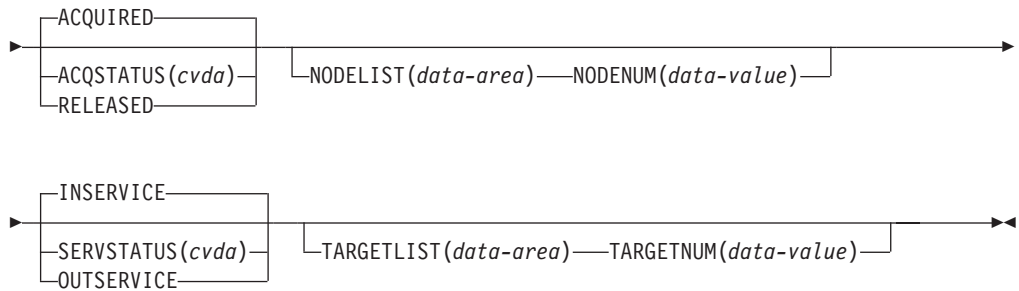 ACQUIRED
ACQSTATUS(cvda)
NODELIST(data-area) NODENUM(data-value)
RELEASED
INSERVICE
SERVSTATUS(cvda)
TARGETLIST(data-area) TARGETNUM(data-value)
OUTSERVICE